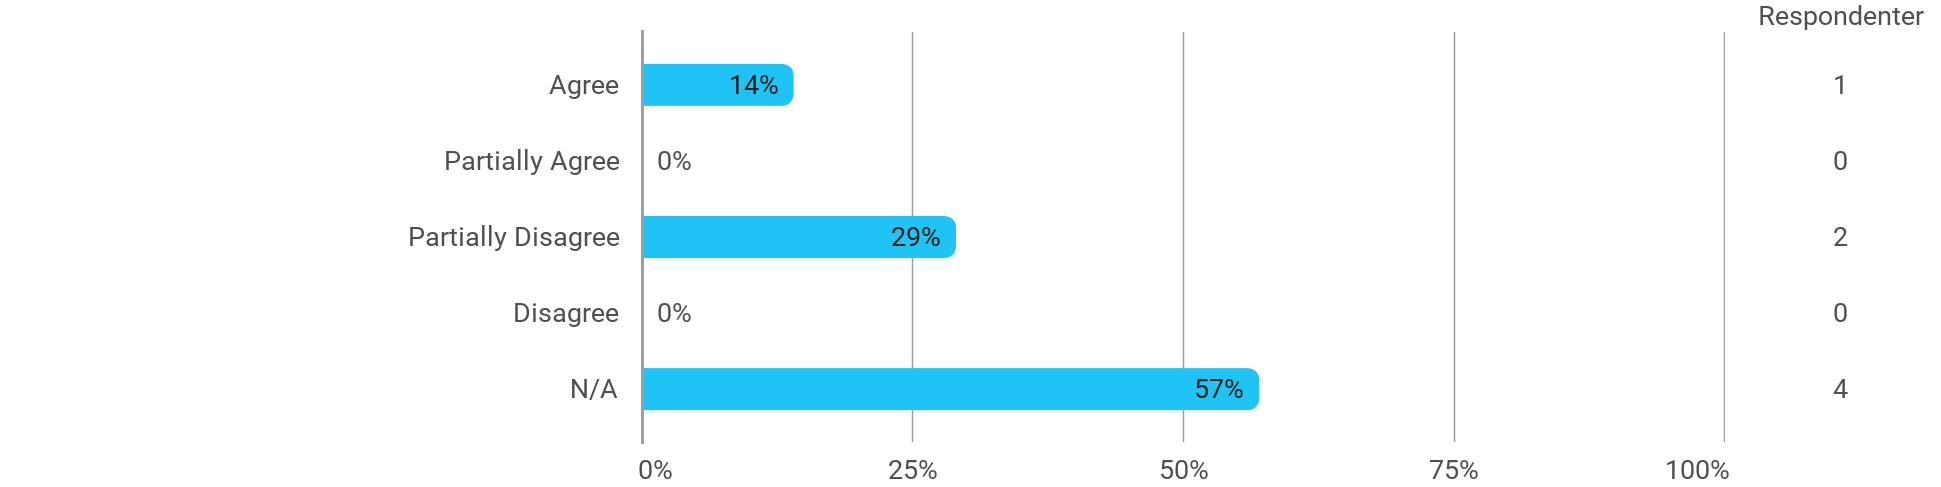 Respondenter
Agree 14% 1
Partially Agree 0% 0
Partially Disagree 29% 2
Disagree 0% 0
N/A 57% 4
0% 25% 50% 75% 100%